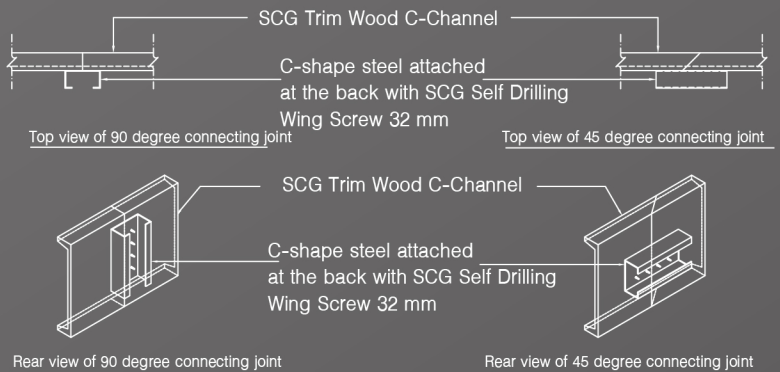 SCG Trim Wood C-Channel
C-shape steel attached
at the back with SCG Self Drilling
Wing Screw 32 mm
Top view of 90 degree connecting joint
Top view of 45 degree connecting joint
SCG Trim Wood C-Channel
C-shape steel attached
at the back with SCG Self Drilling
Wing Screw 32 mm
Rear view of 90 degree connecting joint
Rear view of 45 degree connecting joint